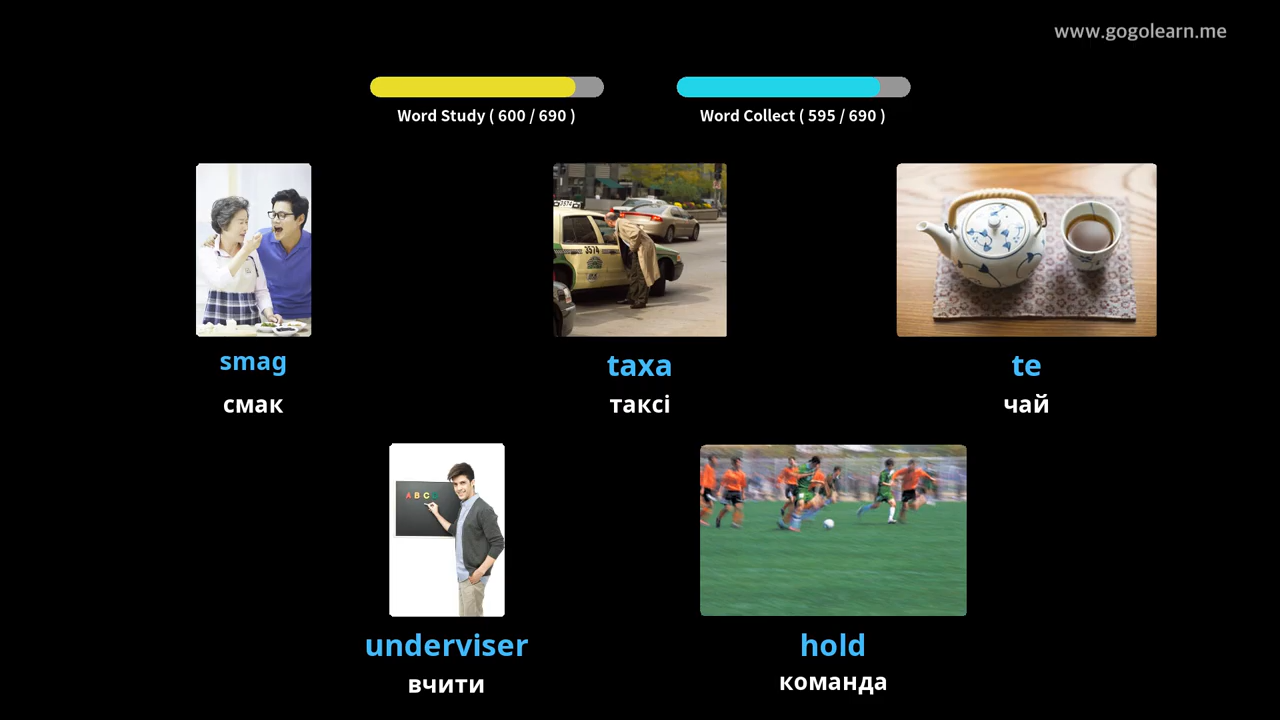 www.gogolearn.me
Word Study ( 600 / 690 )
Word Collect ( 595 / 690 )
3574
A B C
smag
taxa
te
смак
таксі
чай
underviser
hold
вчити
команда